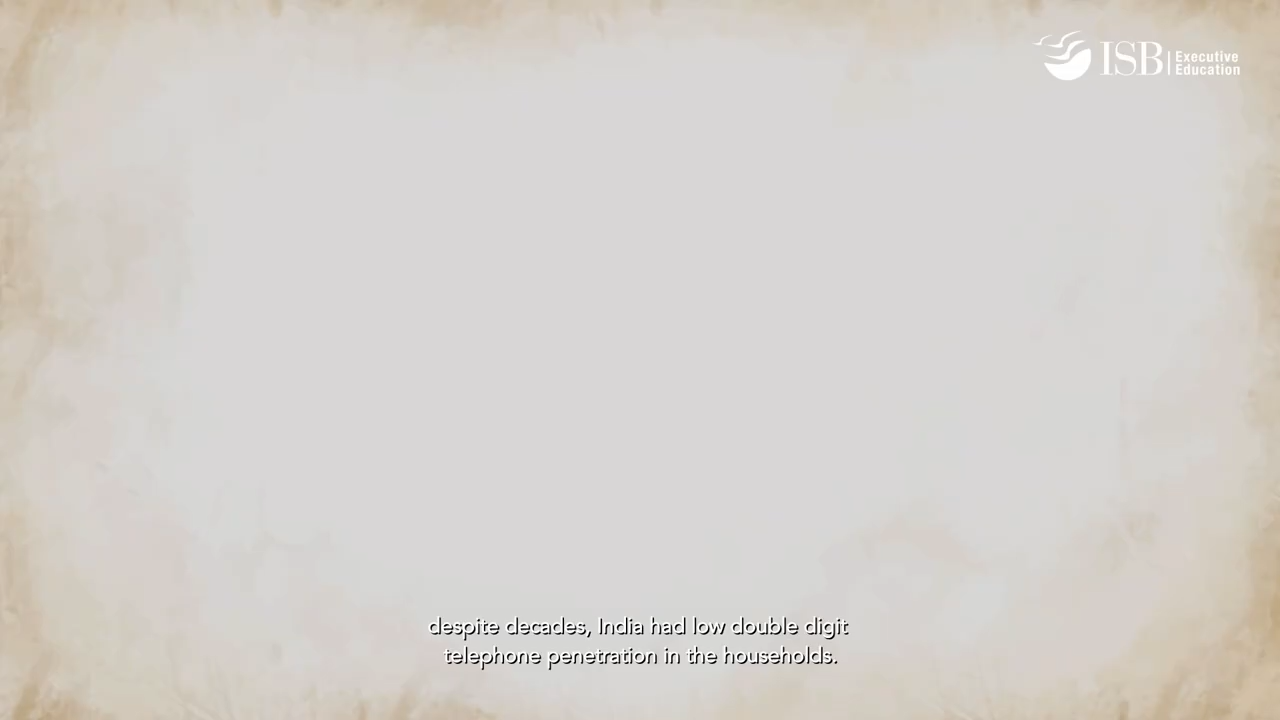 ISB
Executive
Education
despite decades, India had low double digit
telephone penetration in the households.